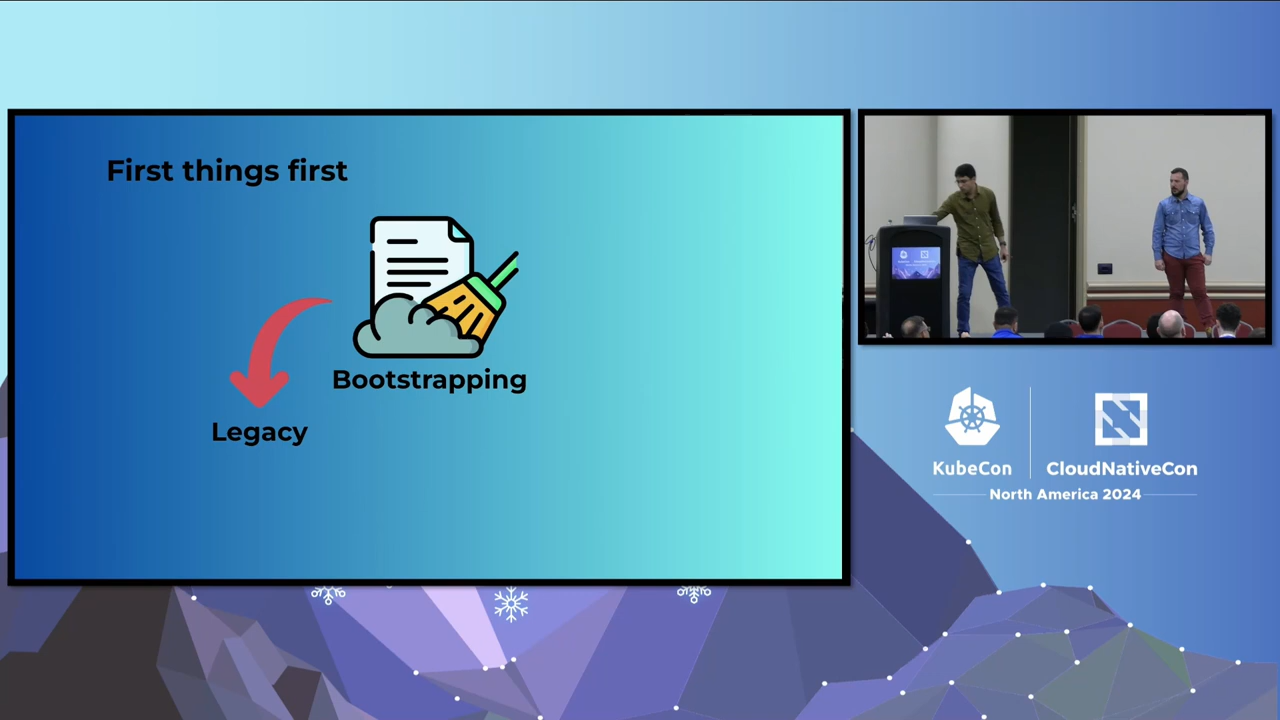 First things first
Bootstrapping
Legacy
KubeCon
CloudNativeCon
North America 2024